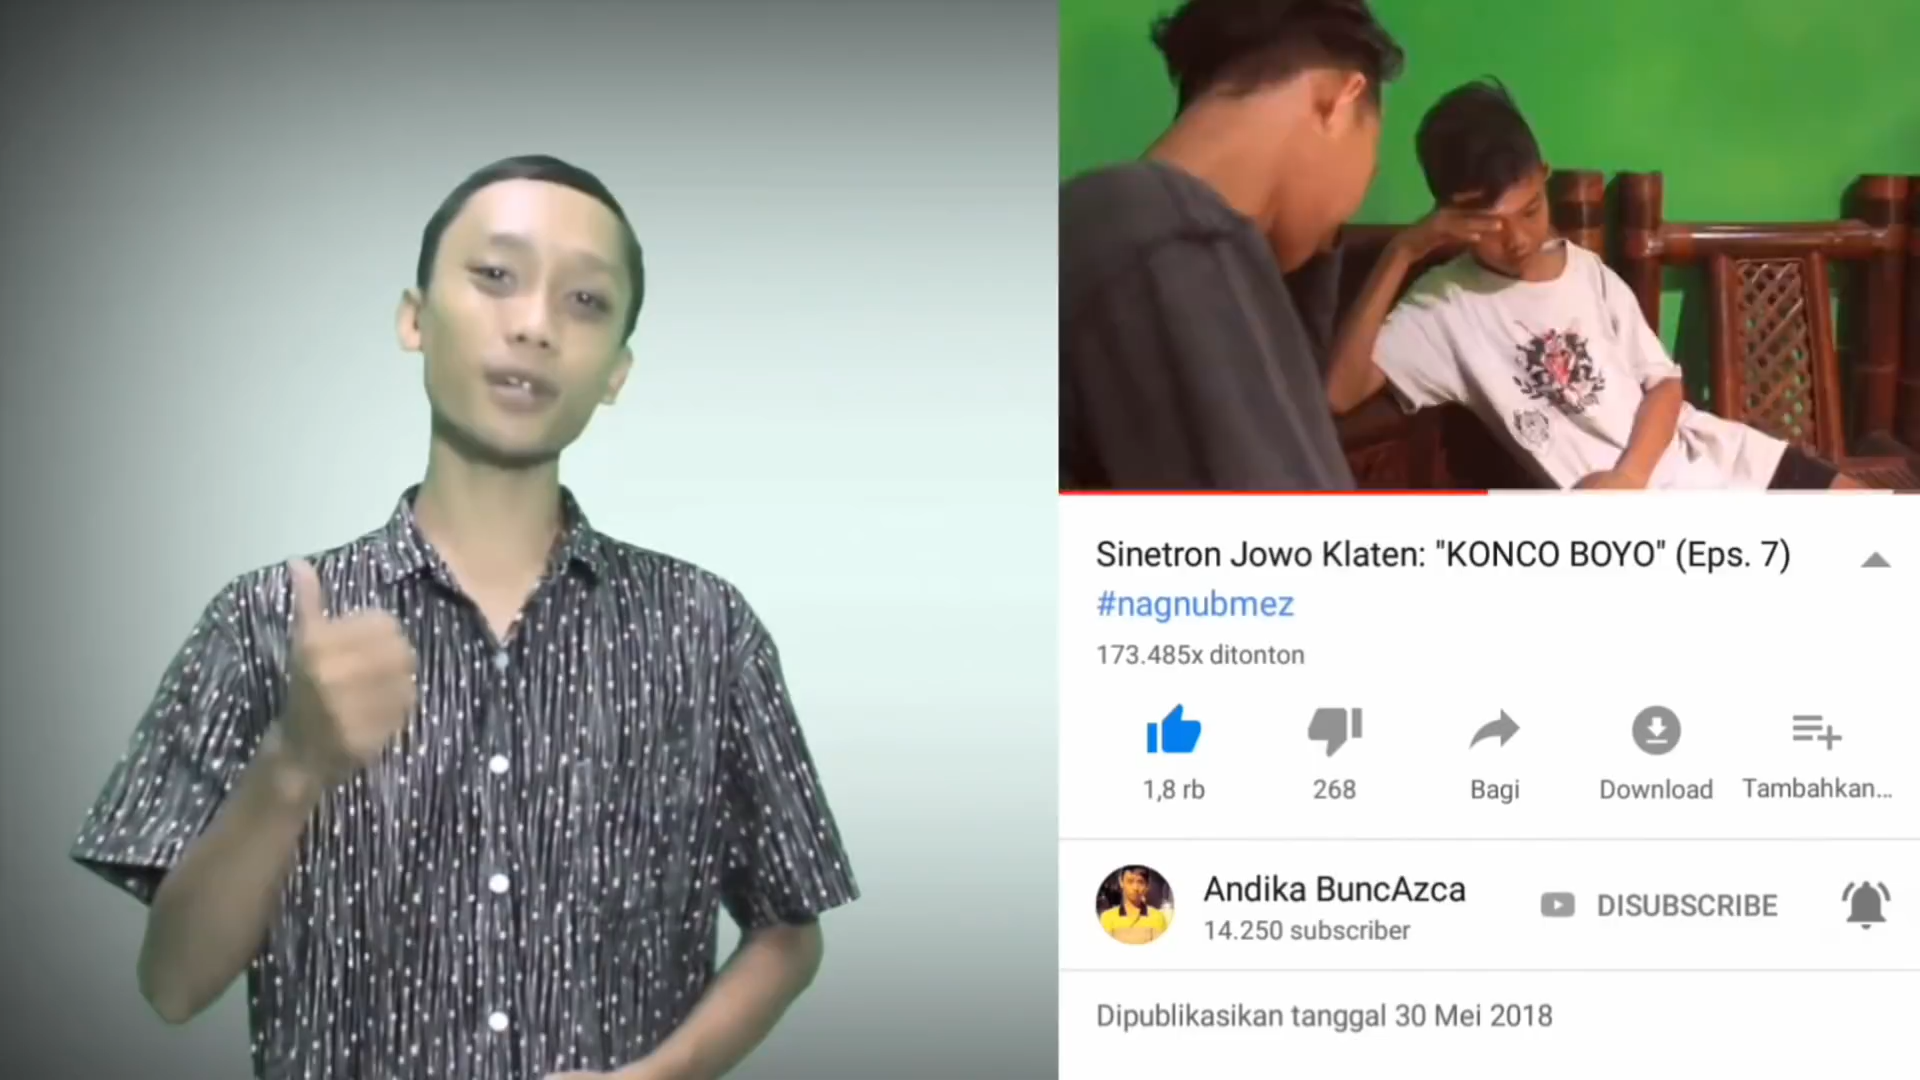 Sinetron Jowo Klaten: "KONCO BOYO" (Eps. 7)
#nagnubmez
173.485x ditonton
1,8 rb
268
Bagi
Download
Tambahkan...
Andika BuncAzca
14.250 subscriber
DISUBSCRIBE
Dipublikasikan tanggal 30 Mei 2018